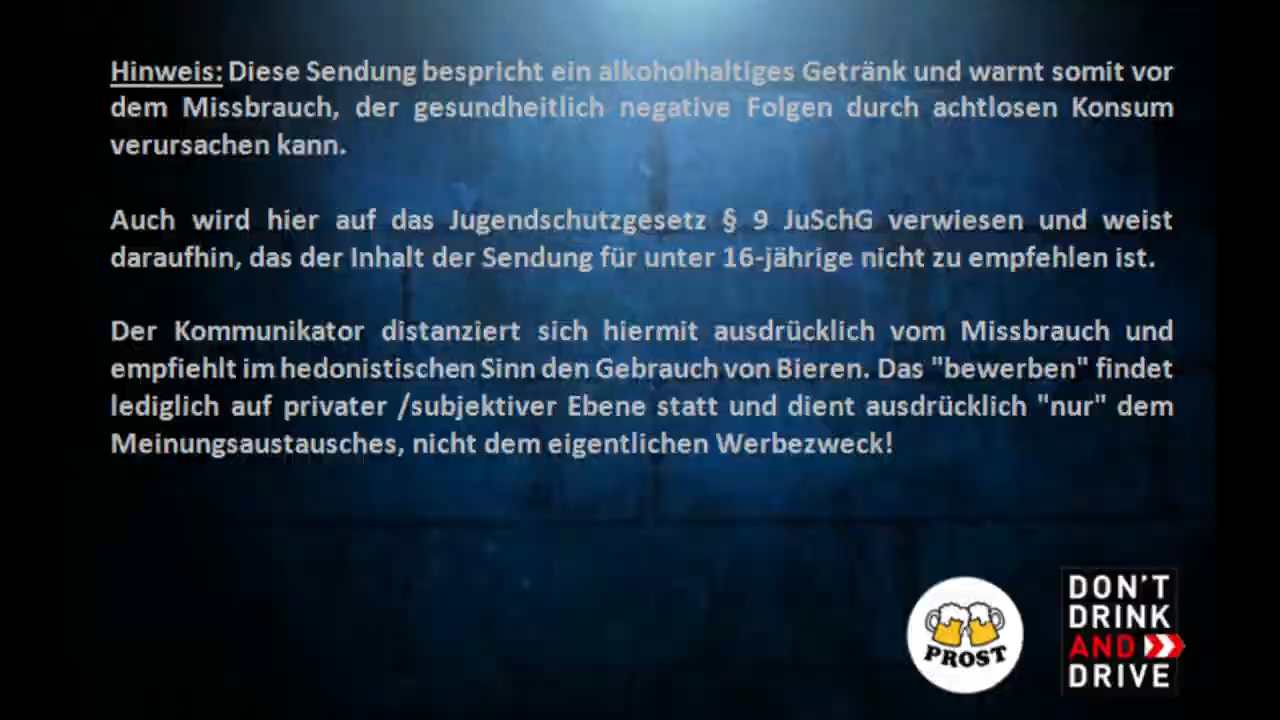 Hinweis: Diese Sendung bespricht ein alkoholhaltiges Getränk und warnt somit vor
dem Missbrauch, der gesundheitlich negative Folgen durch achtlosen Konsum
verursachen kann.
Auch wird hier auf das Jugendschutzgesetz § 9 JuSchG verwiesen und weist
daraufhin, das der Inhalt der Sendung für unter 16-jährige nicht zu empfehlen ist.
Der Kommunikator distanziert sich hiermit ausdrücklich vom Missbrauch und
empfiehlt im hedonistischen Sinn den Gebrauch von Bieren. Das "bewerben" findet
lediglich auf privater /subjektiver Ebene statt und dient ausdrücklich "nur" dem
Meinungsaustausches, nicht dem eigentlichen Werbezweck!
PROST
DON'T
DRINK
AND
DRIVE